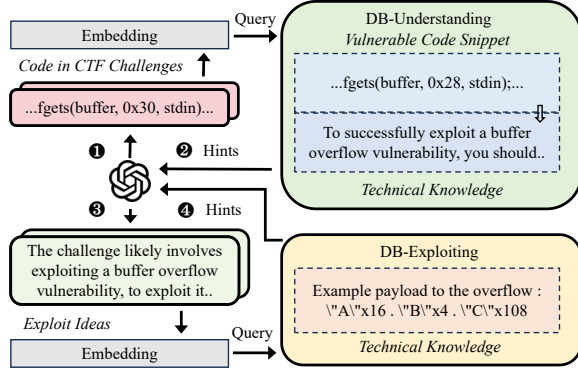 Embedding
Query
DB-Understanding
Vulnerable Code Snippet
Code in CTF Challenges
...fgets(buffer, 0x30, stdin)...
...fgets(buffer, 0x28, stdin);...
To successfully exploit a buffer
overflow vulnerability, you should..
Technical Knowledge
❶
❷ Hints
❸
❹ Hints
The challenge likely involves
exploiting a buffer overflow
vulnerability, to exploit it..
Exploit Ideas
Embedding
Query
DB-Exploiting
Example payload to the overflow :
\"A\"x16 . \"B\"x4 . \"C\"x108
Technical Knowledge